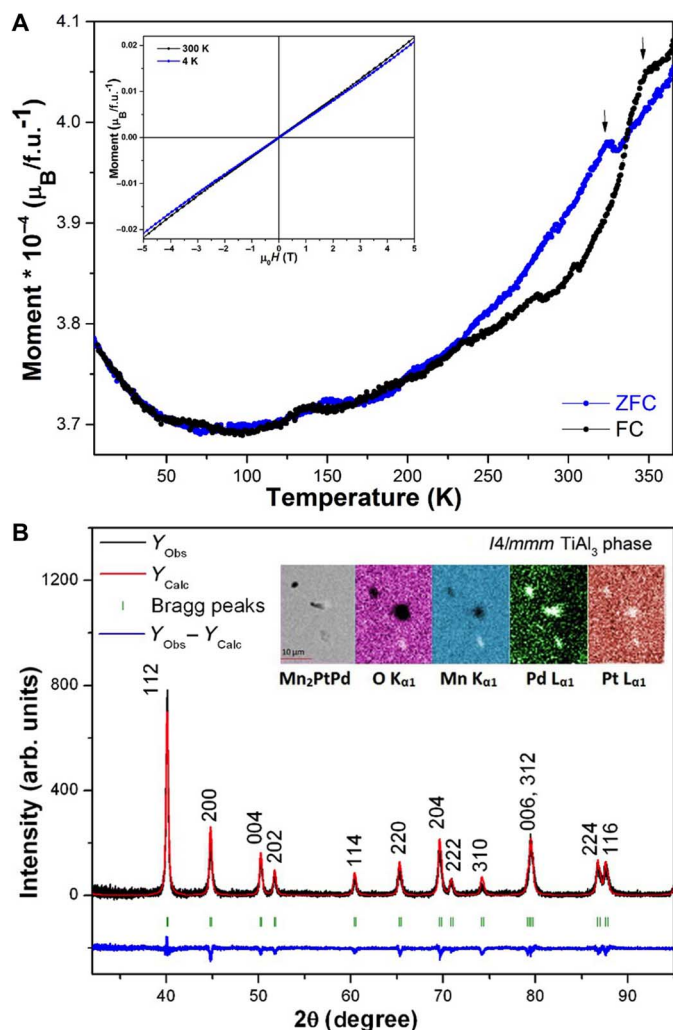 A
4.1
4.0
3.9
3.8
3.7
Moment * 10⁻⁴ (μB/f.u.⁻¹)
50 100 150 200 250 300 350
Temperature (K)
ZFC
FC
300 K
4 K
0.02
0.01
0.00
−0.01
−0.02
Moment (μB/f.u.⁻¹)
−5 −4 −3 −2 −1 0 1 2 3 4 5
μ₀H (T)
B
YObs
YCalc
Bragg peaks
YObs − YCalc
I4/mmm TiAl₃ phase
10 μm
Mn₂PtPd O Kα1 Mn Kα1 Pd Lα1 Pt Lα1
1200
800
400
0
Intensity (arb. units)
112
200
004
202
114
220
204
222
310
006, 312
224
116
40 50 60 70 80 90
2θ (degree)